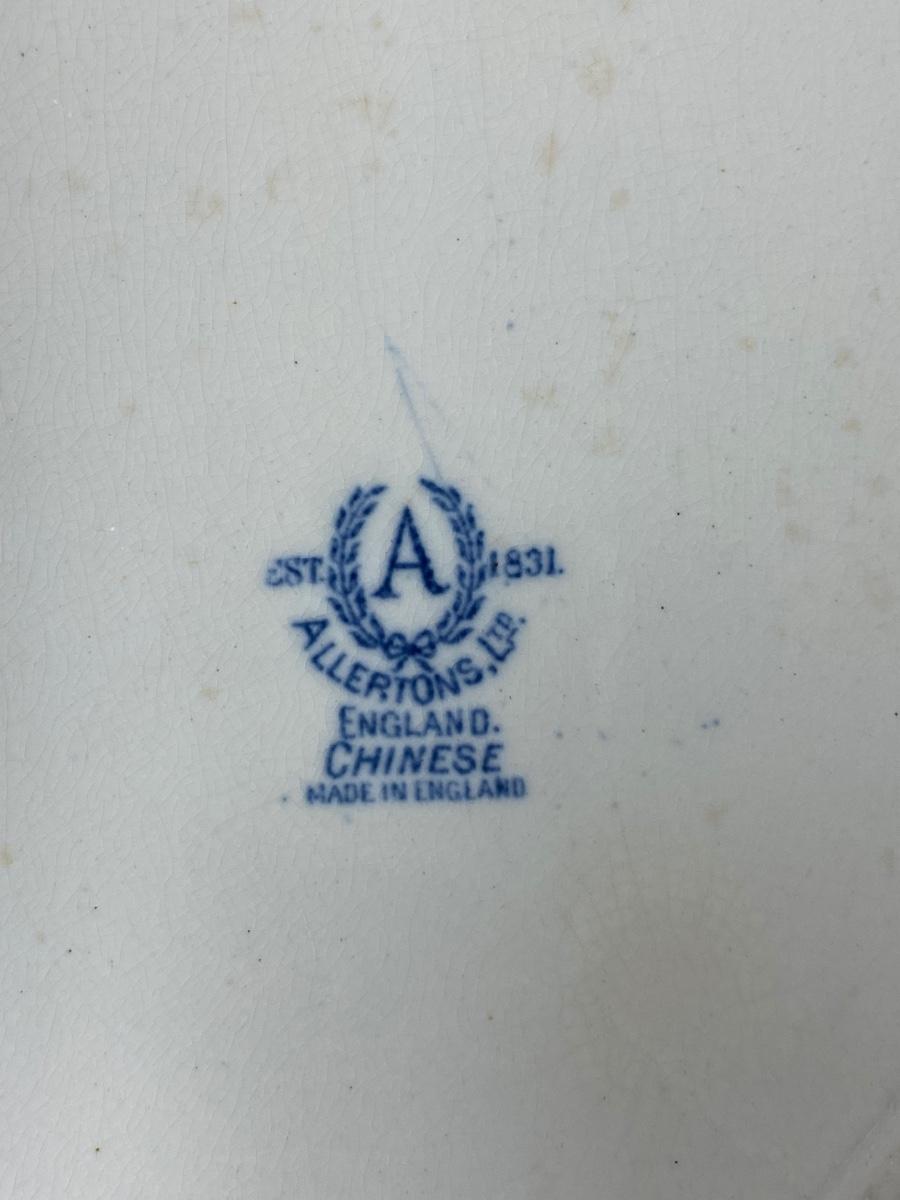 A
EST. 1831.
ALLERTONS, LTD.
ENGLAND.
CHINESE
MADE IN ENGLAND